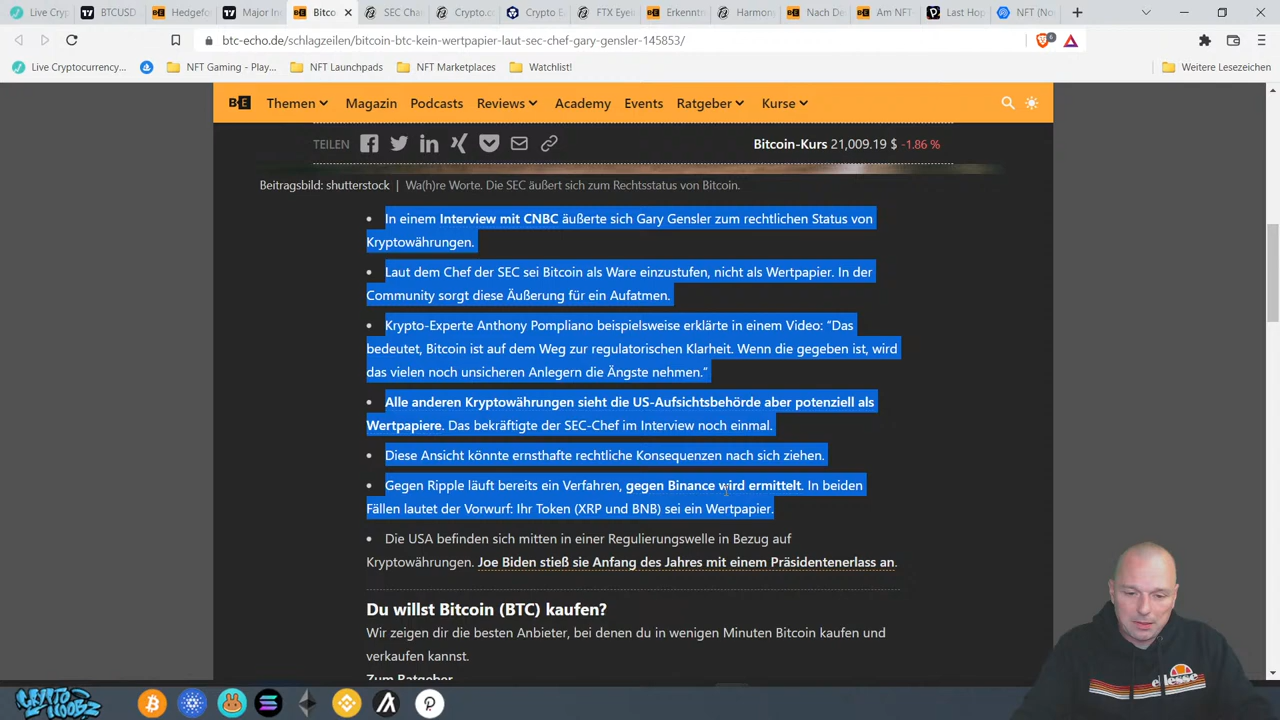 Live Cryp
BTCUSD
Hedgefor
Major In
Bitco
SEC Chai
Crypto.cc
Crypto E
FTX Eyei
Erkenntn
Harmony
Nach De
Am NFT-
Last Hop
NFT (No
btc-echo.de/schlagzeilen/bitcoin-btc-kein-wertpapier-laut-sec-chef-gary-gensler-145853/
6
Live Cryptocurrency...
NFT Gaming - Play...
NFT Launchpads
NFT Marketplaces
Watchlist!
Weitere Lesezeichen
Themen
Magazin
Podcasts
Reviews
Academy
Events
Ratgeber
Kurse
TEILEN
Bitcoin-Kurs 21,009.19 $ -1.86 %
Beitragsbild: shutterstock | Wa(h)re Worte. Die SEC äußert sich zum Rechtsstatus von Bitcoin.
• In einem Interview mit CNBC äußerte sich Gary Gensler zum rechtlichen Status von
Kryptowährungen.
• Laut dem Chef der SEC sei Bitcoin als Ware einzustufen, nicht als Wertpapier. In der
Community sorgt diese Äußerung für ein Aufatmen.
• Krypto-Experte Anthony Pompliano beispielsweise erklärte in einem Video: “Das
bedeutet, Bitcoin ist auf dem Weg zur regulatorischen Klarheit. Wenn die gegeben ist, wird
das vielen noch unsicheren Anlegern die Ängste nehmen.“
• Alle anderen Kryptowährungen sieht die US-Aufsichtsbehörde aber potenziell als
Wertpapiere. Das bekräftigte der SEC-Chef im Interview noch einmal.
• Diese Ansicht könnte ernsthafte rechtliche Konsequenzen nach sich ziehen.
• Gegen Ripple läuft bereits ein Verfahren, gegen Binance wird ermittelt. In beiden
Fällen lautet der Vorwurf: Ihr Token (XRP und BNB) sei ein Wertpapier.
• Die USA befinden sich mitten in einer Regulierungswelle in Bezug auf
Kryptowährungen. Joe Biden stieß sie Anfang des Jahres mit einem Präsidentenerlass an.
Du willst Bitcoin (BTC) kaufen?
Wir zeigen dir die besten Anbieter, bei denen du in wenigen Minuten Bitcoin kaufen und
verkaufen kannst.
Zum Ratgeber
ellesse
CRYPTO NOOBZ